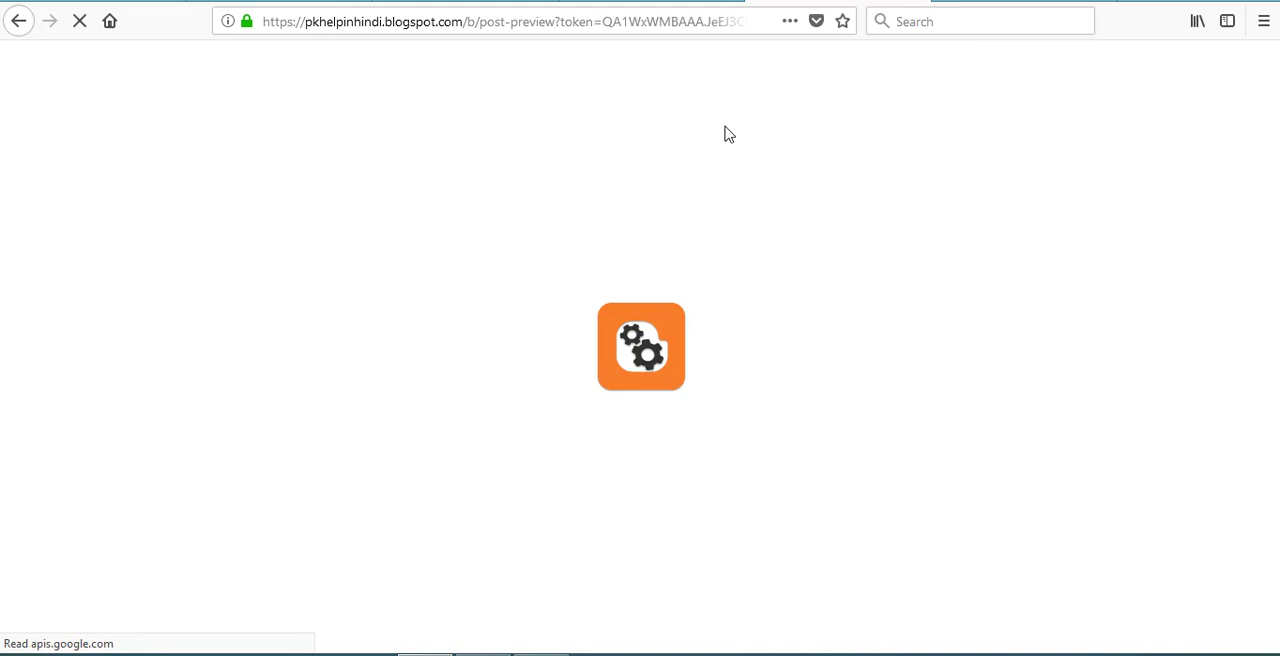 https://pkhelpinhindi.blogspot.com/b/post-preview?token=QA1WxWMBAAA.JeEJ3C
Search
Read apis.google.com